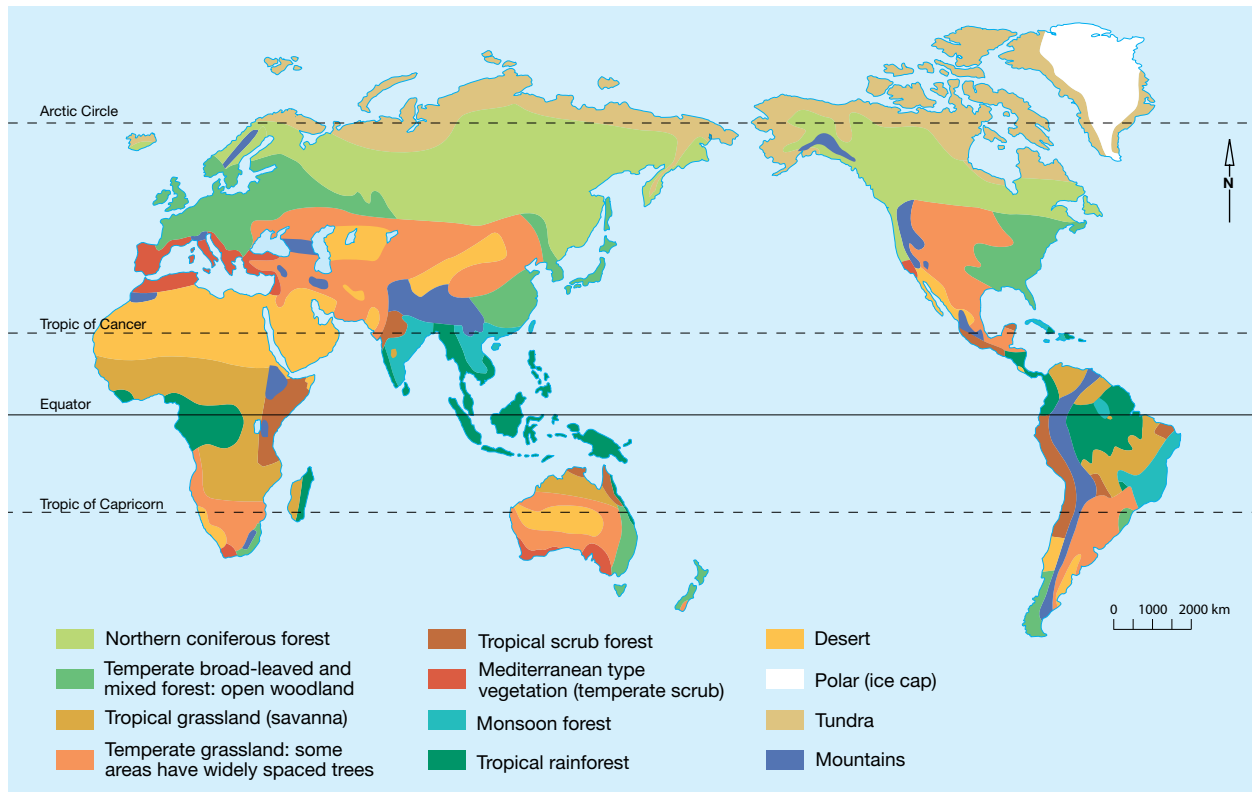 Arctic Circle
N
Tropic of Cancer
Equator
Tropic of Capricorn
0 1000 2000 km
Northern coniferous forest
Temperate broad-leaved and
mixed forest: open woodland
Tropical grassland (savanna)
Temperate grassland: some
areas have widely spaced trees
Tropical scrub forest
Mediterranean type
vegetation (temperate scrub)
Monsoon forest
Tropical rainforest
Desert
Polar (ice cap)
Tundra
Mountains